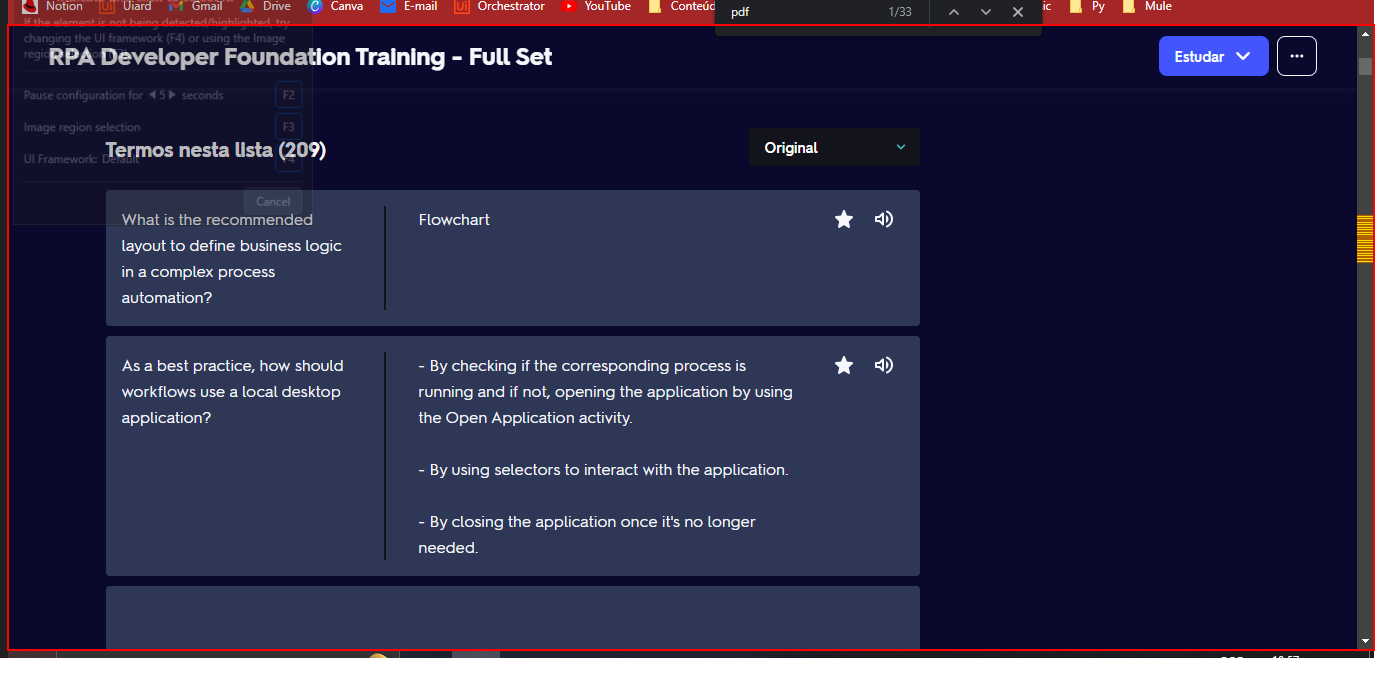 Notion Uiard Gmail Drive Canva E-mail Orchestrator YouTube Conteúd
pdf 1/33
ic Py Mule
If the element is not being detected/highlighted, try
changing the UI framework (F4) or using the Image
RPA Developer Foundation Training - Full Set
Estudar
Pause configuration for 5 seconds F2
Image region selection F3
UI Framework: Default F4
Termos nesta lista (209)
Original
Cancel
What is the recommended
layout to define business logic
in a complex process
automation?
Flowchart
As a best practice, how should
workflows use a local desktop
application?
- By checking if the corresponding process is
running and if not, opening the application by using
the Open Application activity.
- By using selectors to interact with the application.
- By closing the application once it's no longer
needed.